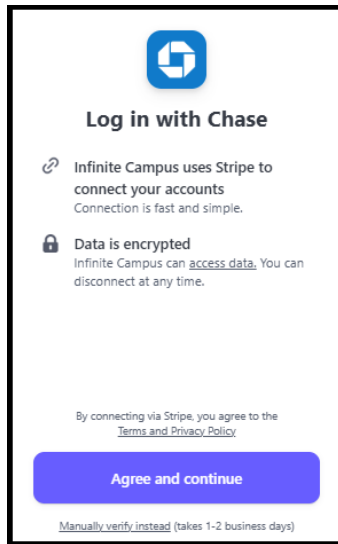 Log in with Chase
Infinite Campus uses Stripe to
connect your accounts
Connection is fast and simple.
Data is encrypted
Infinite Campus can access data. You can
disconnect at any time.
By connecting via Stripe, you agree to the
Terms and Privacy Policy
Agree and continue
Manually verify instead (takes 1-2 business days)